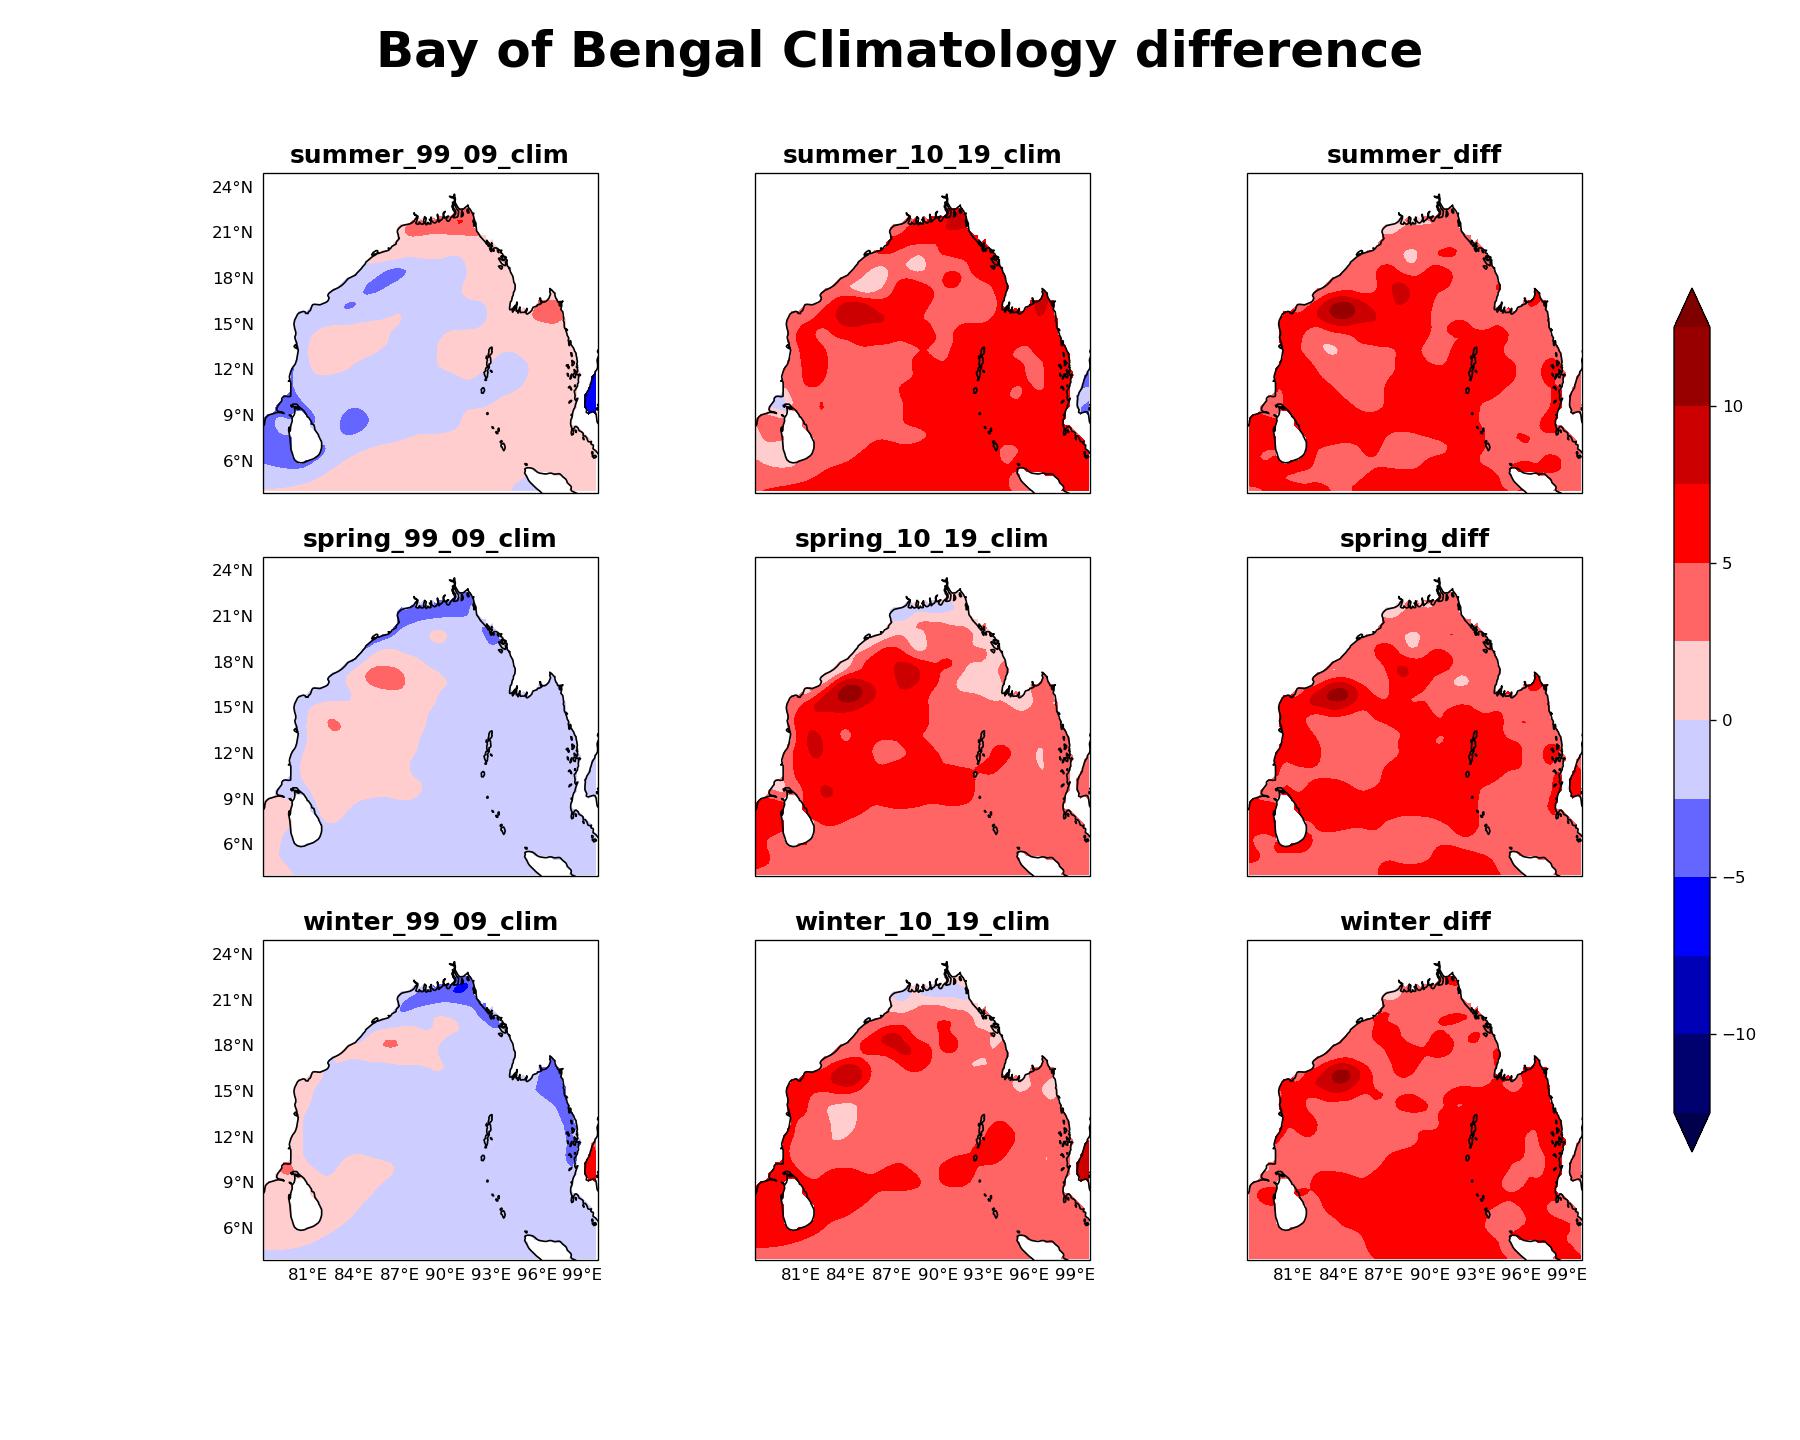 Bay of Bengal Climatology difference
summer_99_09_clim
summer_10_19_clim
summer_diff
24°N
21°N
18°N
15°N
12°N
9°N
6°N
spring_99_09_clim
spring_10_19_clim
spring_diff
24°N
21°N
18°N
15°N
12°N
9°N
6°N
winter_99_09_clim
winter_10_19_clim
winter_diff
24°N
21°N
18°N
15°N
12°N
9°N
6°N
81°E 84°E 87°E 90°E 93°E 96°E 99°E
81°E 84°E 87°E 90°E 93°E 96°E 99°E
81°E 84°E 87°E 90°E 93°E 96°E 99°E
10
5
0
−5
−10